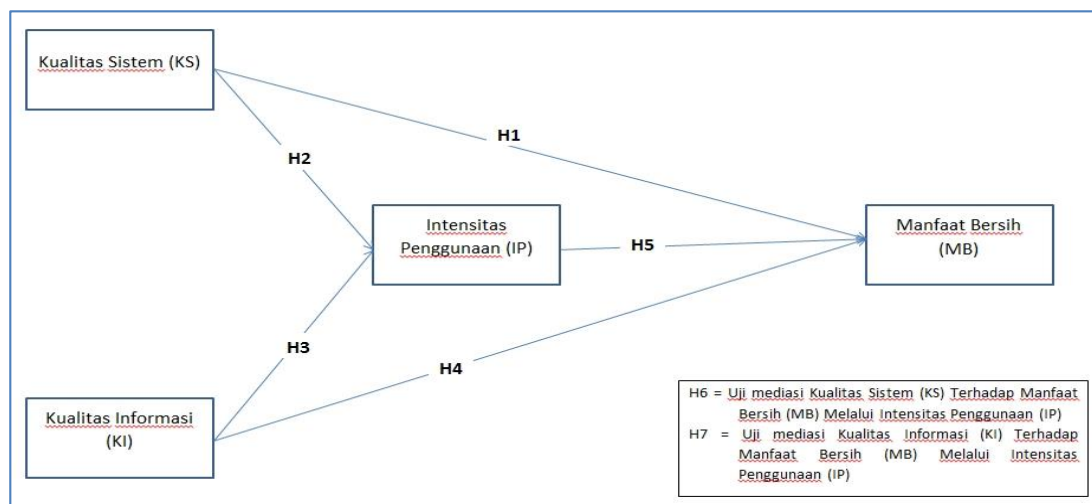 Kualitas Sistem (KS)
H1
H2
Intensitas
Penggunaan (IP)
H5
Manfaat Bersih
(MB)
H3
H4
Kualitas Informasi
(KI)
H6 = Uji mediasi Kualitas Sistem (KS) Terhadap Manfaat
Bersih (MB) Melalui Intensitas Penggunaan (IP)
H7 = Uji mediasi Kualitas Informasi (KI) Terhadap
Manfaat Bersih (MB) Melalui Intensitas
Penggunaan (IP)